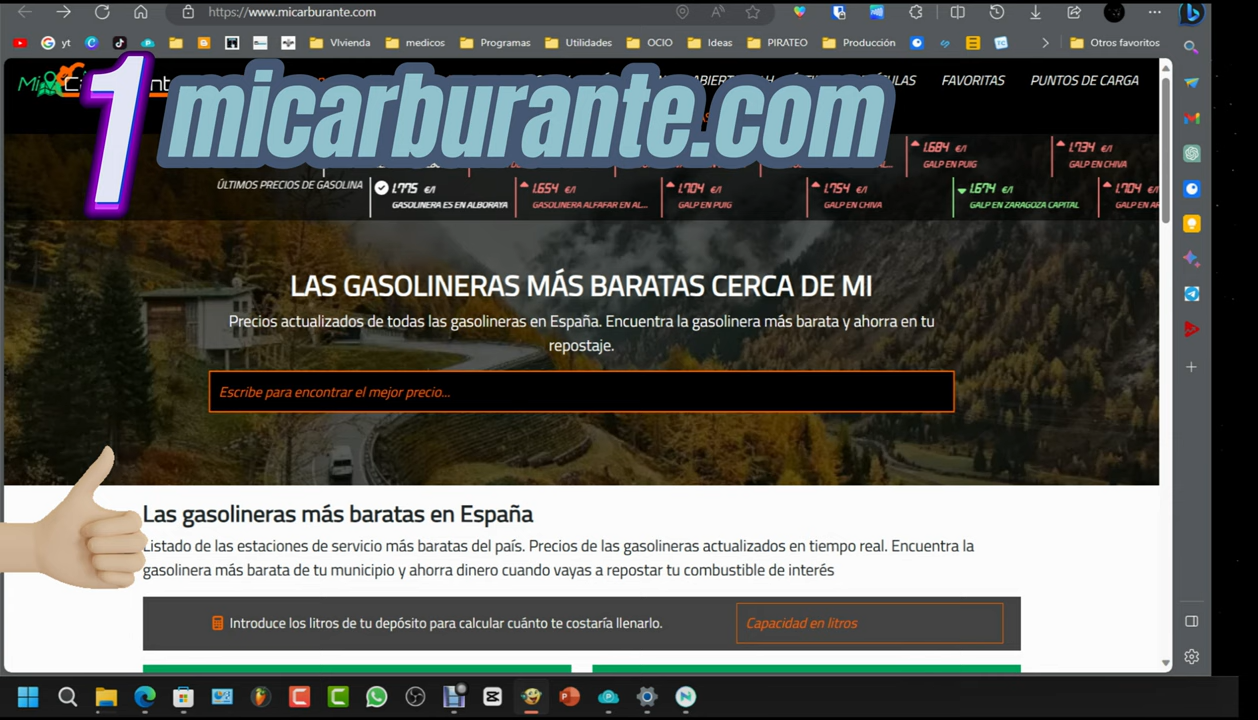 https://www.micarburante.com
yt
VIvienda
medicos
Programas
Utilidades
OCIO
Ideas
PIRATEO
Producción
Otros favoritos
1
micarburante.com
FAVORITAS
PUNTOS DE CARGA
1.684 €/l
GALP EN PUIG
1.734 €/l
GALP EN CHIVA
ÚLTIMOS PRECIOS DE GASOLINA
1.775 €/l
GASOLINERA ES EN ALBORAYA
1.654 €/l
GASOLINERA ALFAFAR EN AL...
1.704 €/l
GALP EN PUIG
1.754 €/l
GALP EN CHIVA
1.674 €/l
GALP EN ZARAGOZA CAPITAL
1.704 €/l
LAS GASOLINERAS MÁS BARATAS CERCA DE MI
Precios actualizados de todas las gasolineras en España. Encuentra la gasolinera más barata y ahorra en tu
repostaje.
Escribe para encontrar el mejor precio...
Las gasolineras más baratas en España
Listado de las estaciones de servicio más baratas del país. Precios de las gasolineras actualizados en tiempo real. Encuentra la
gasolinera más barata de tu municipio y ahorra dinero cuando vayas a repostar tu combustible de interés
Introduce los litros de tu depósito para calcular cuánto te costaría llenarlo.
Capacidad en litros